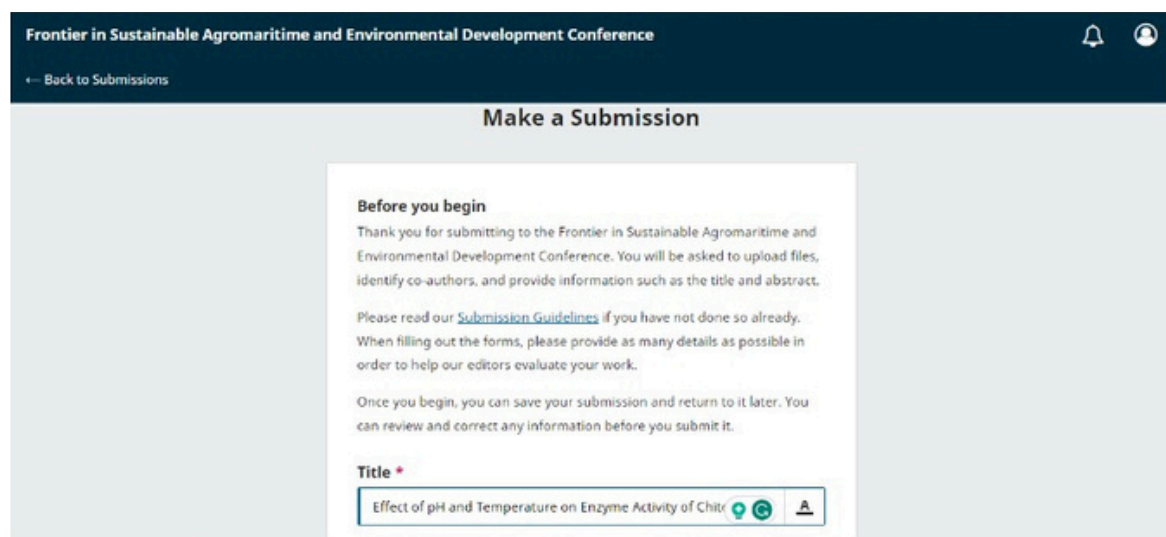 Frontier in Sustainable Agromaritime and Environmental Development Conference
← Back to Submissions
Make a Submission
Before you begin
Thank you for submitting to the Frontier in Sustainable Agromaritime and
Environmental Development Conference. You will be asked to upload files,
identify co-authors, and provide information such as the title and abstract.
Please read our Submission Guidelines if you have not done so already.
When filling out the forms, please provide as many details as possible in
order to help our editors evaluate your work.
Once you begin, you can save your submission and return to it later. You
can review and correct any information before you submit it.
Title *
Effect of pH and Temperature on Enzyme Activity of